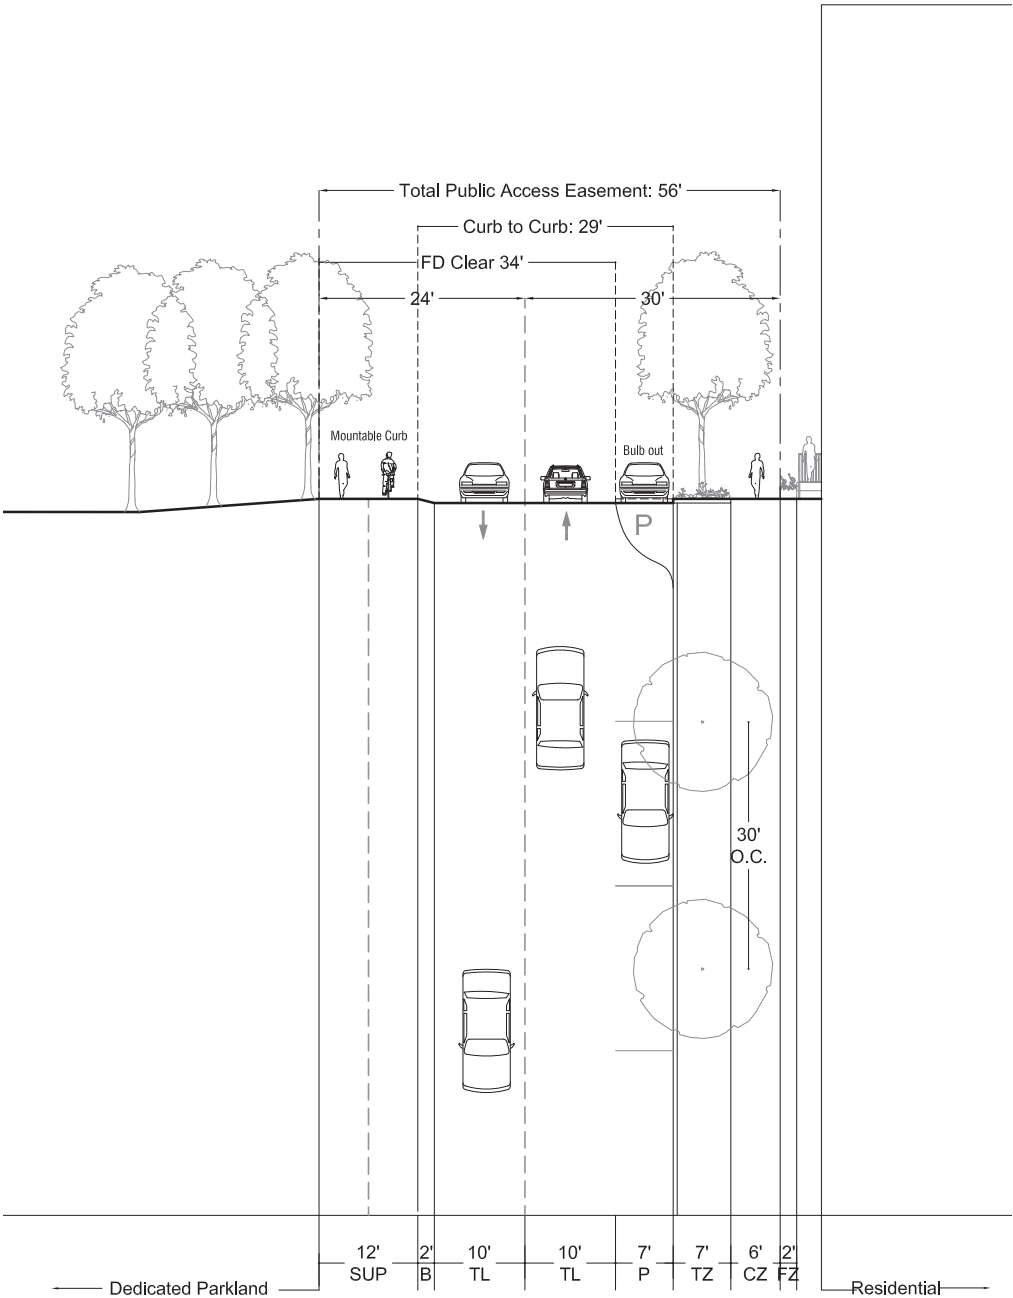 Total Public Access Easement: 56'
Curb to Curb: 29'
FD Clear 34'
24' 30'
Mountable Curb
Bulb out
P
30'
O.C.
12' 2' 10' 10' 7' 7' 6' 2'
SUP B TL TL P TZ CZ FZ
Dedicated Parkland Residential